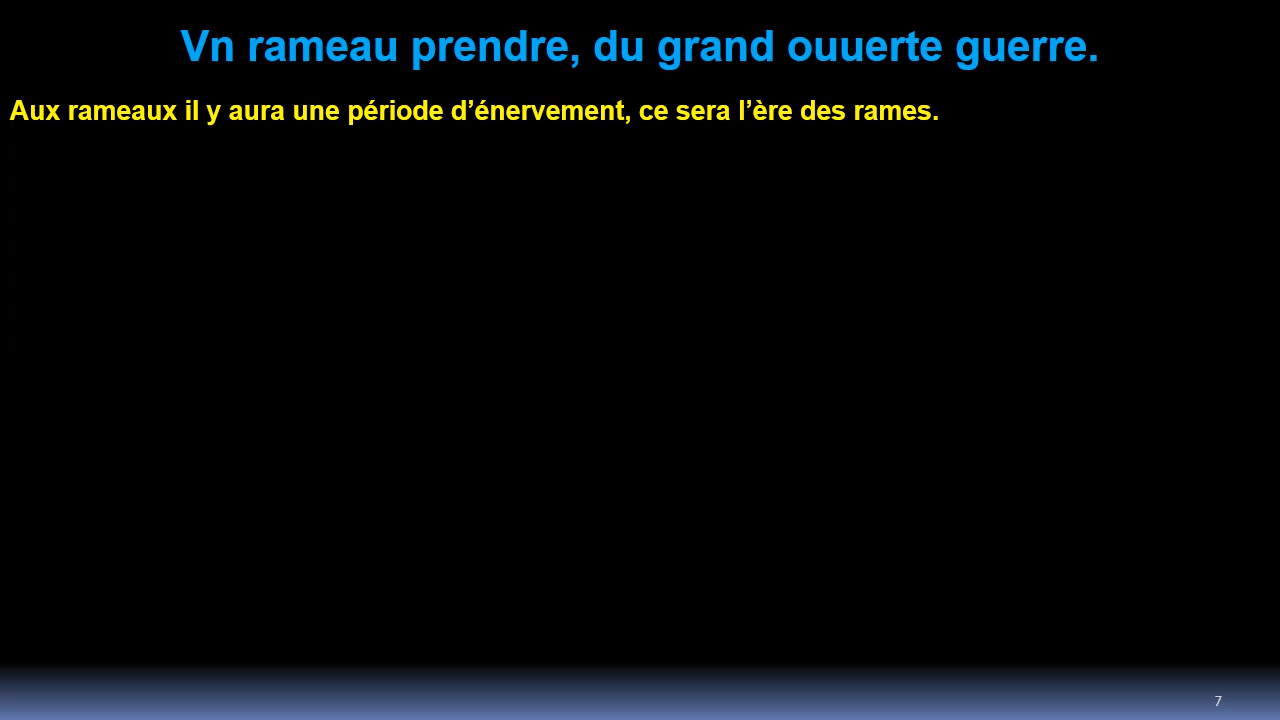 Vn rameau prendre, du grand ouuerte guerre.
Aux rameaux il y aura une période d’énervement, ce sera l’ère des rames.
7